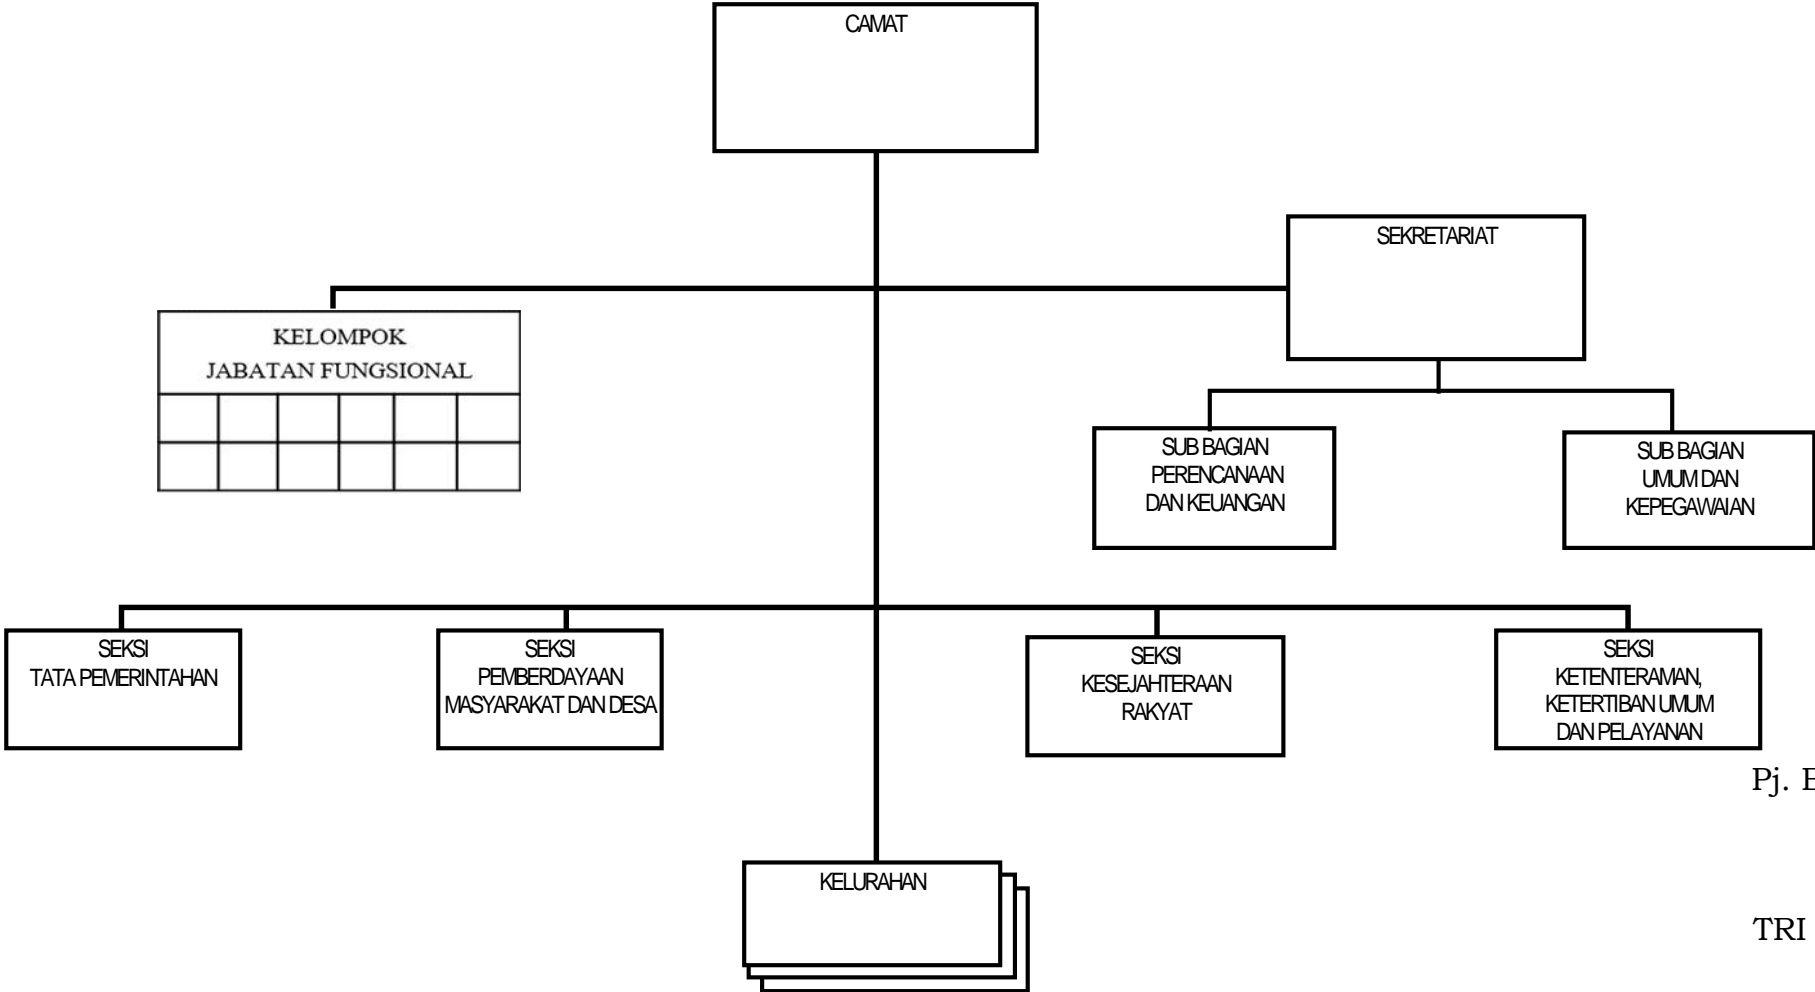 CAMAT
SEKRETARIAT
KELOMPOK
JABATAN FUNGSIONAL
SUB BAGIAN
PERENCANAAN
DAN KEUANGAN
SUB BAGIAN
UMUM DAN
KEPEGAWAIAN
SEKSI
TATA PEMERINTAHAN
SEKSI
PEMBERDAYAAN
MASYARAKAT DAN DESA
SEKSI
KESEJAHTERAAN
RAKYAT
SEKSI
KETENTERAMAN,
KETERTIBAN UMUM
DAN PELAYANAN
Pj.
KELURAHAN
TRI